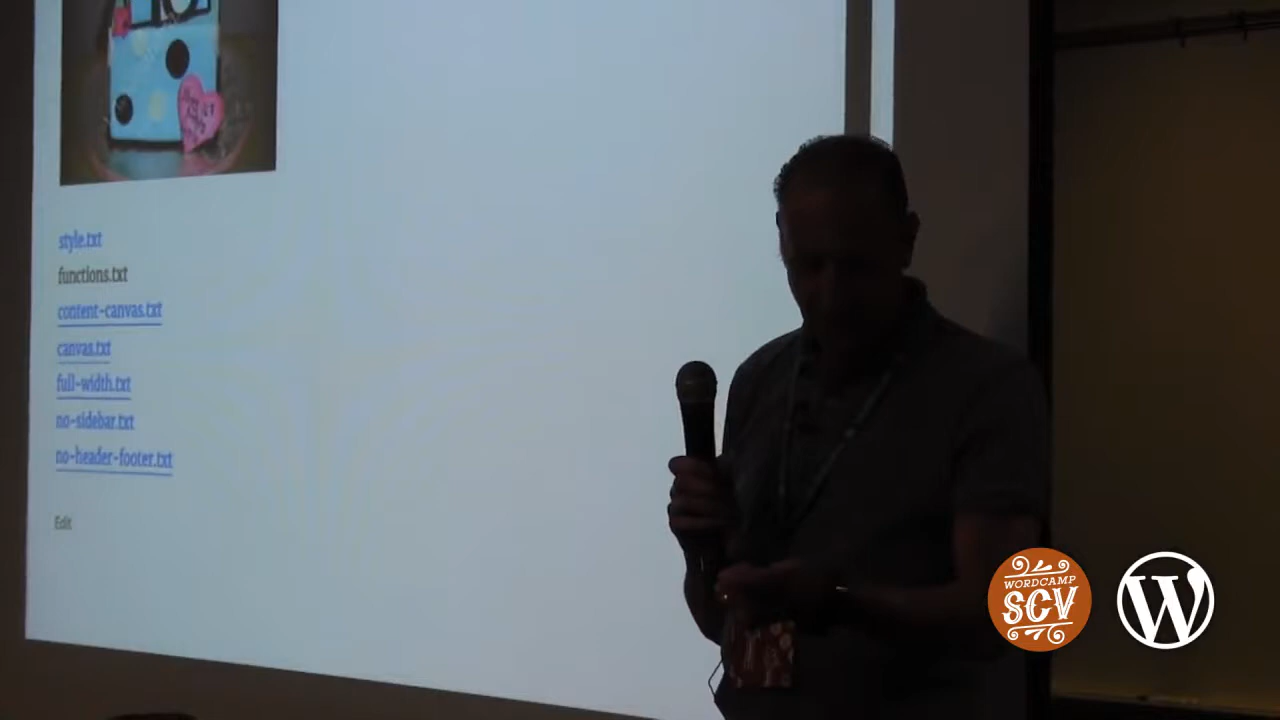 style.txt
functions.txt
content-canvas.txt
canvas.txt
full-width.txt
no-sidebar.txt
no-header-footer.txt
Edit
WORDCAMP
SCV
W